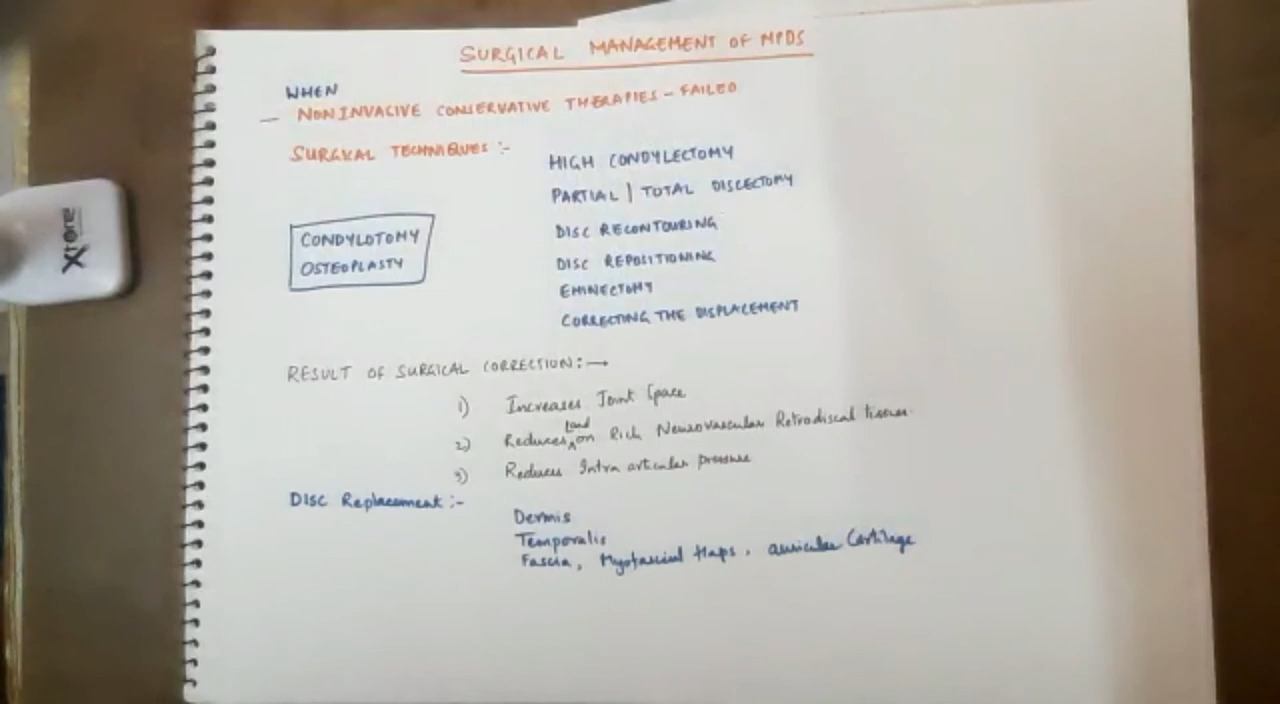 SURGICAL MANAGEMENT OF MPDS
WHEN
— NONINVACIVE CONSERVATIVE THERAPIES - FAILED
SURGICAL TECHNIQUES :-
HIGH CONDYLECTOMY
PARTIAL | TOTAL DISCECTOMY
DISC RECONTOURING
DISC REPOSITIONING
EMINECTOMY
CORRECTING THE DISPLACEMENT
CONDYLOTOMY
OSTEOPLASTY
RESULT OF SURGICAL CORRECTION :→
1) Increases Joint Space
2) Reduces load on Rich Neurovascular Retrodiscal tissues
3) Reduces Intra articular pressure
DISC Replacement :-
Dermis
Temporalis
Fascia, Myofascial flaps, auricular Cartilage
Xtore